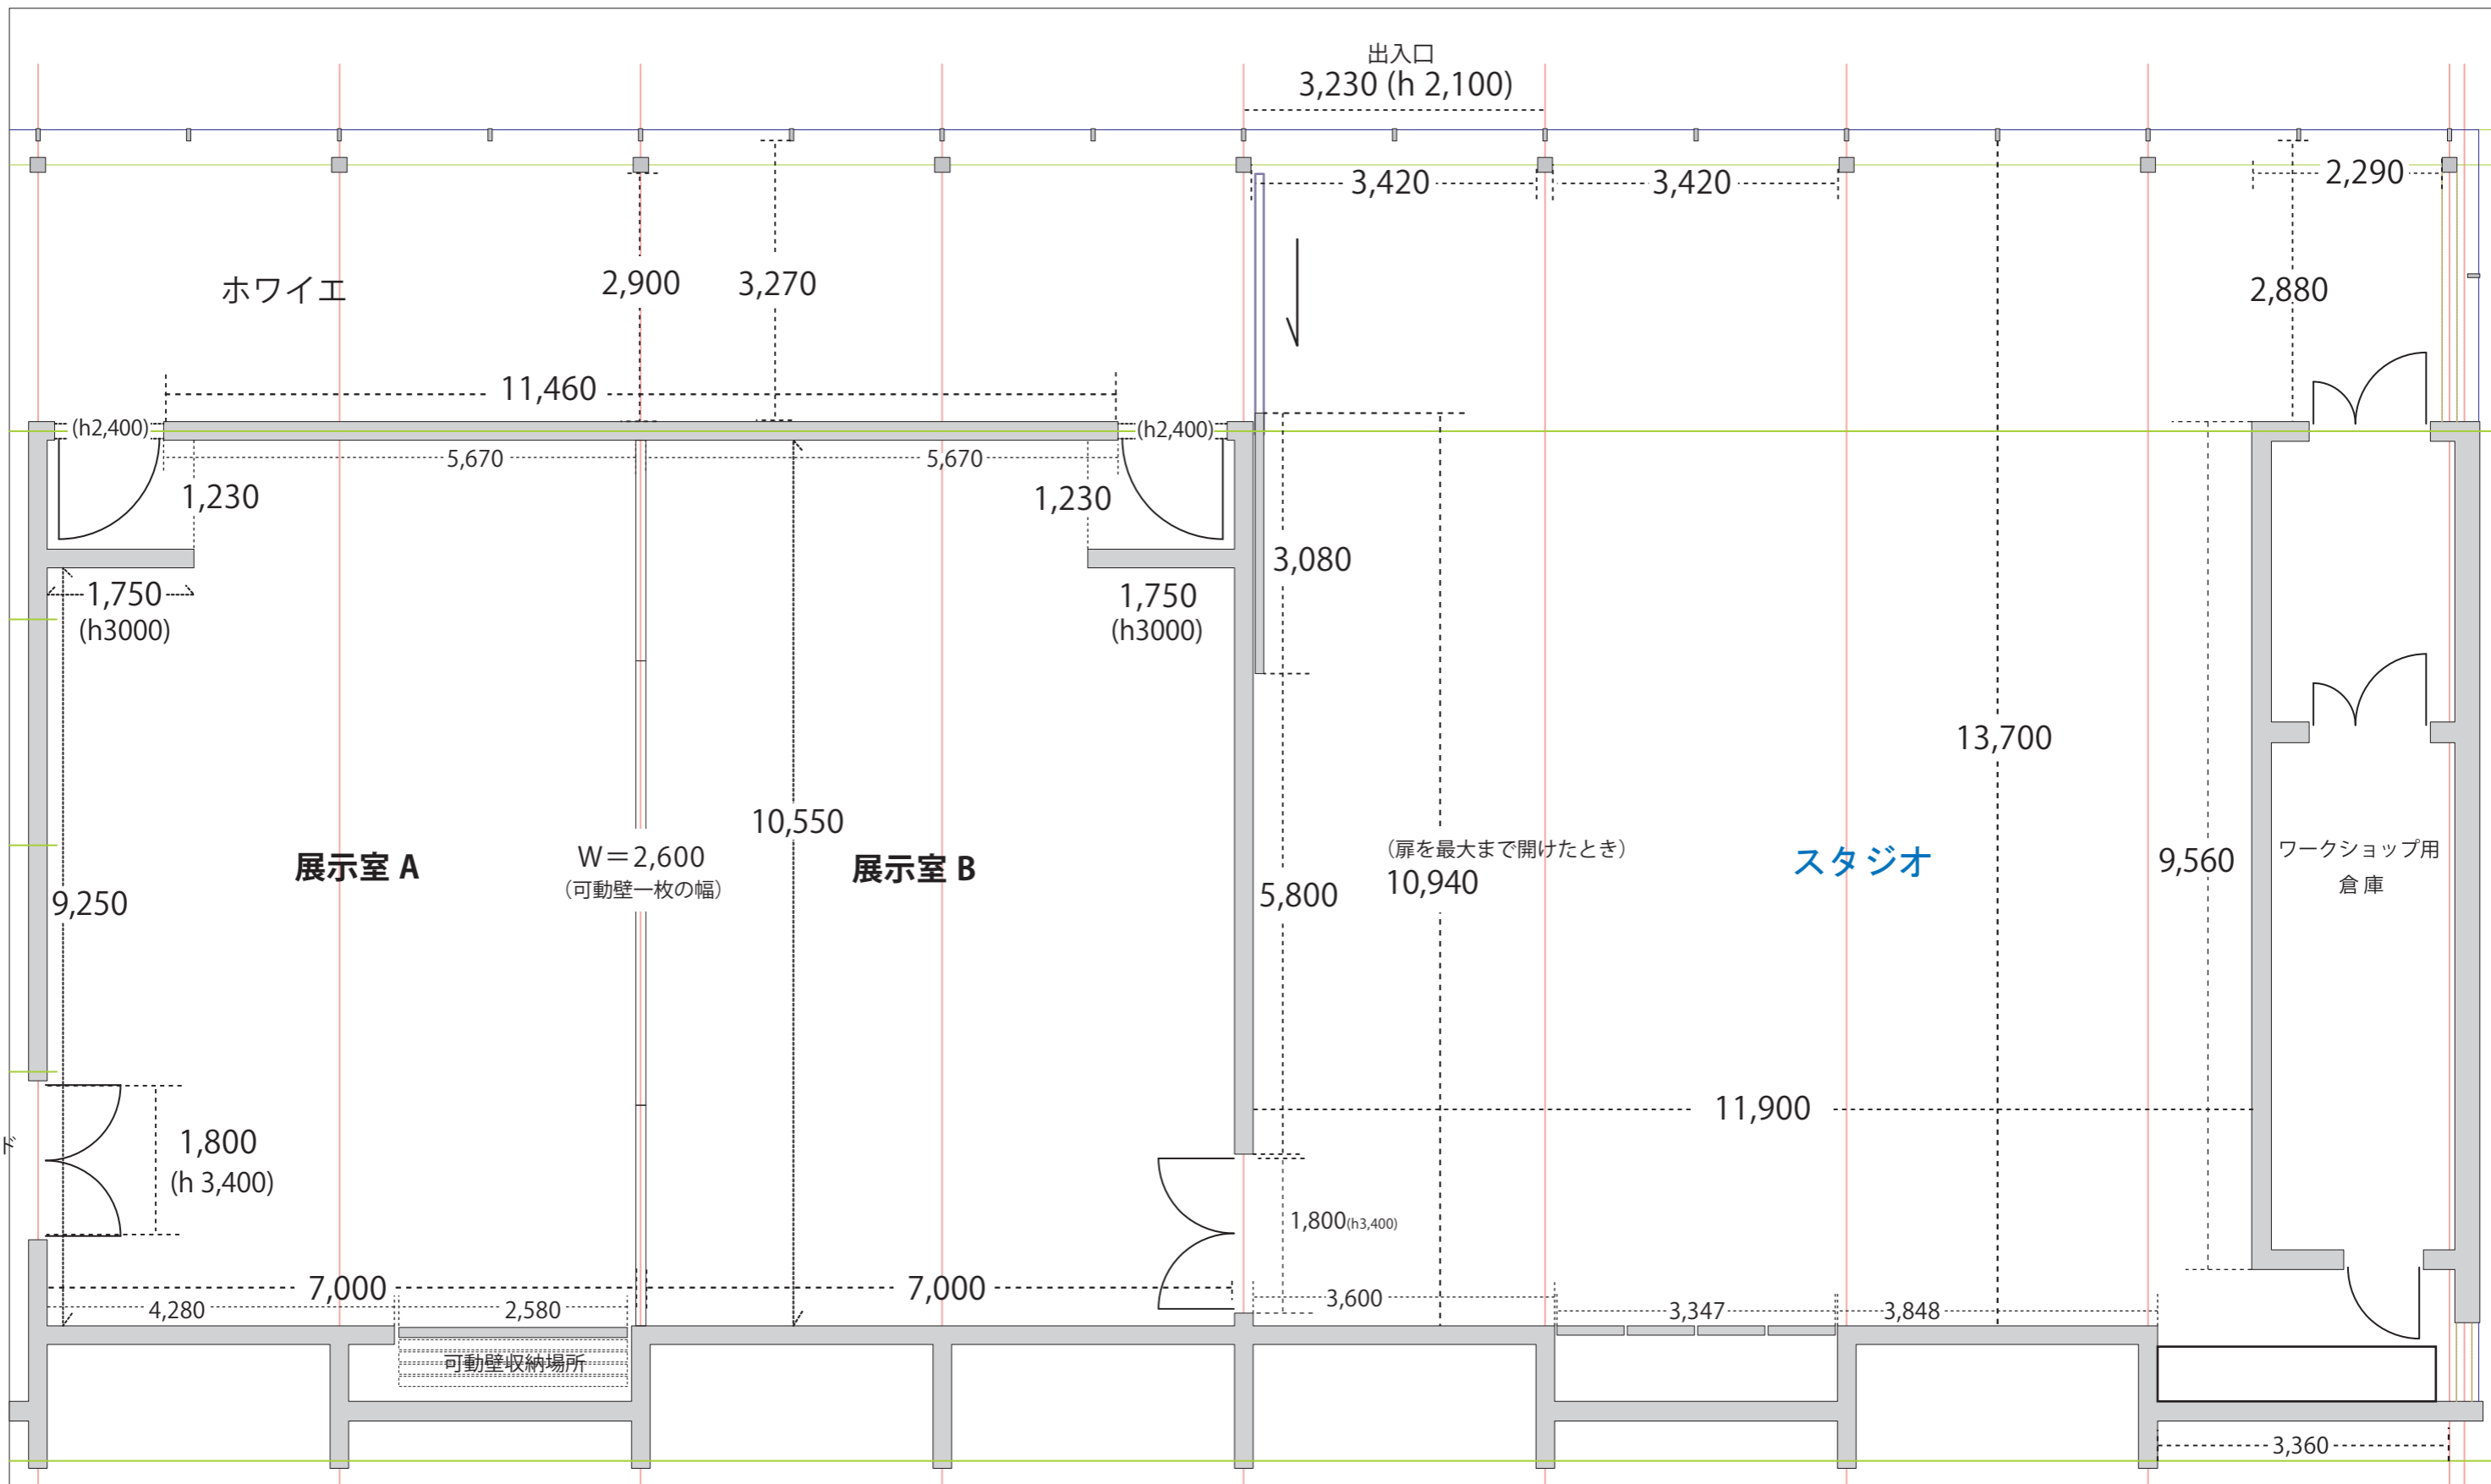 出入口
3,230 (h 2,100)
3,420
3,420
2,290
ホワイエ
2,900
3,270
2,880
11,460
(h2,400)
(h2,400)
5,670
5,670
1,230
1,230
3,080
1,750
(h3000)
1,750
(h3000)
13,700
10,550
展示室 A
W＝2,600
（可動壁一枚の幅）
展示室 B
（扉を最大まで開けたとき）
10,940
スタジオ
9,560
ワークショップ用
倉 庫
9,250
5,800
11,900
ド
1,800
(h 3,400)
1,800(h3,400)
7,000
7,000
4,280
2,580
3,600
3,347
3,848
可動壁収納場所
3,360